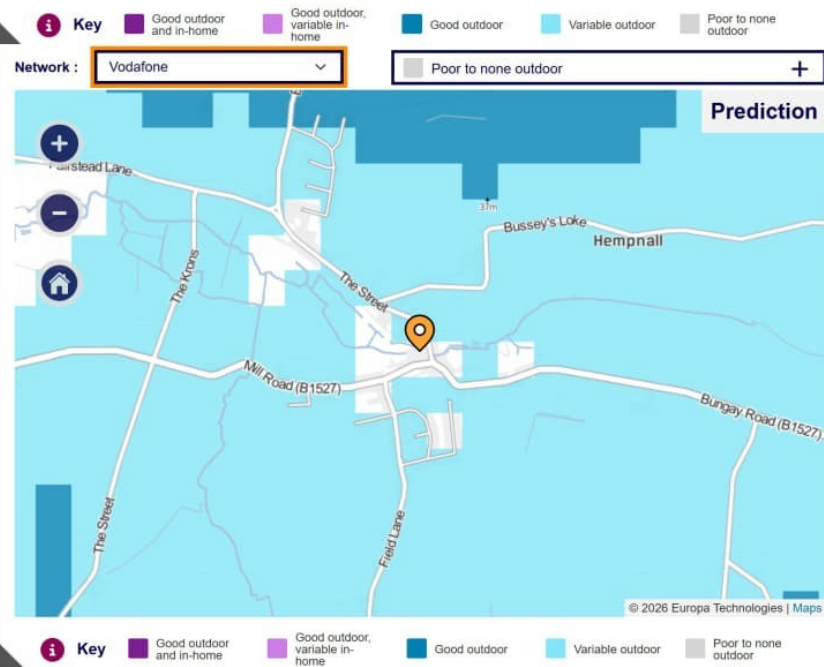 Key
Good outdoor
and in-home
Good outdoor,
variable in-
home
Good outdoor
Variable outdoor
Poor to none
outdoor
Network :
Vodafone
Poor to none outdoor
+
Prediction
+
−
37m
Bussey's Loke
Hempnall
The Krons
The Street
Mill Road (B1527)
Bungay Road (B1527)
The Street
Field Lane
© 2026 Europa Technologies | Maps
Key
Good outdoor
and in-home
Good outdoor,
variable in-
home
Good outdoor
Variable outdoor
Poor to none
outdoor